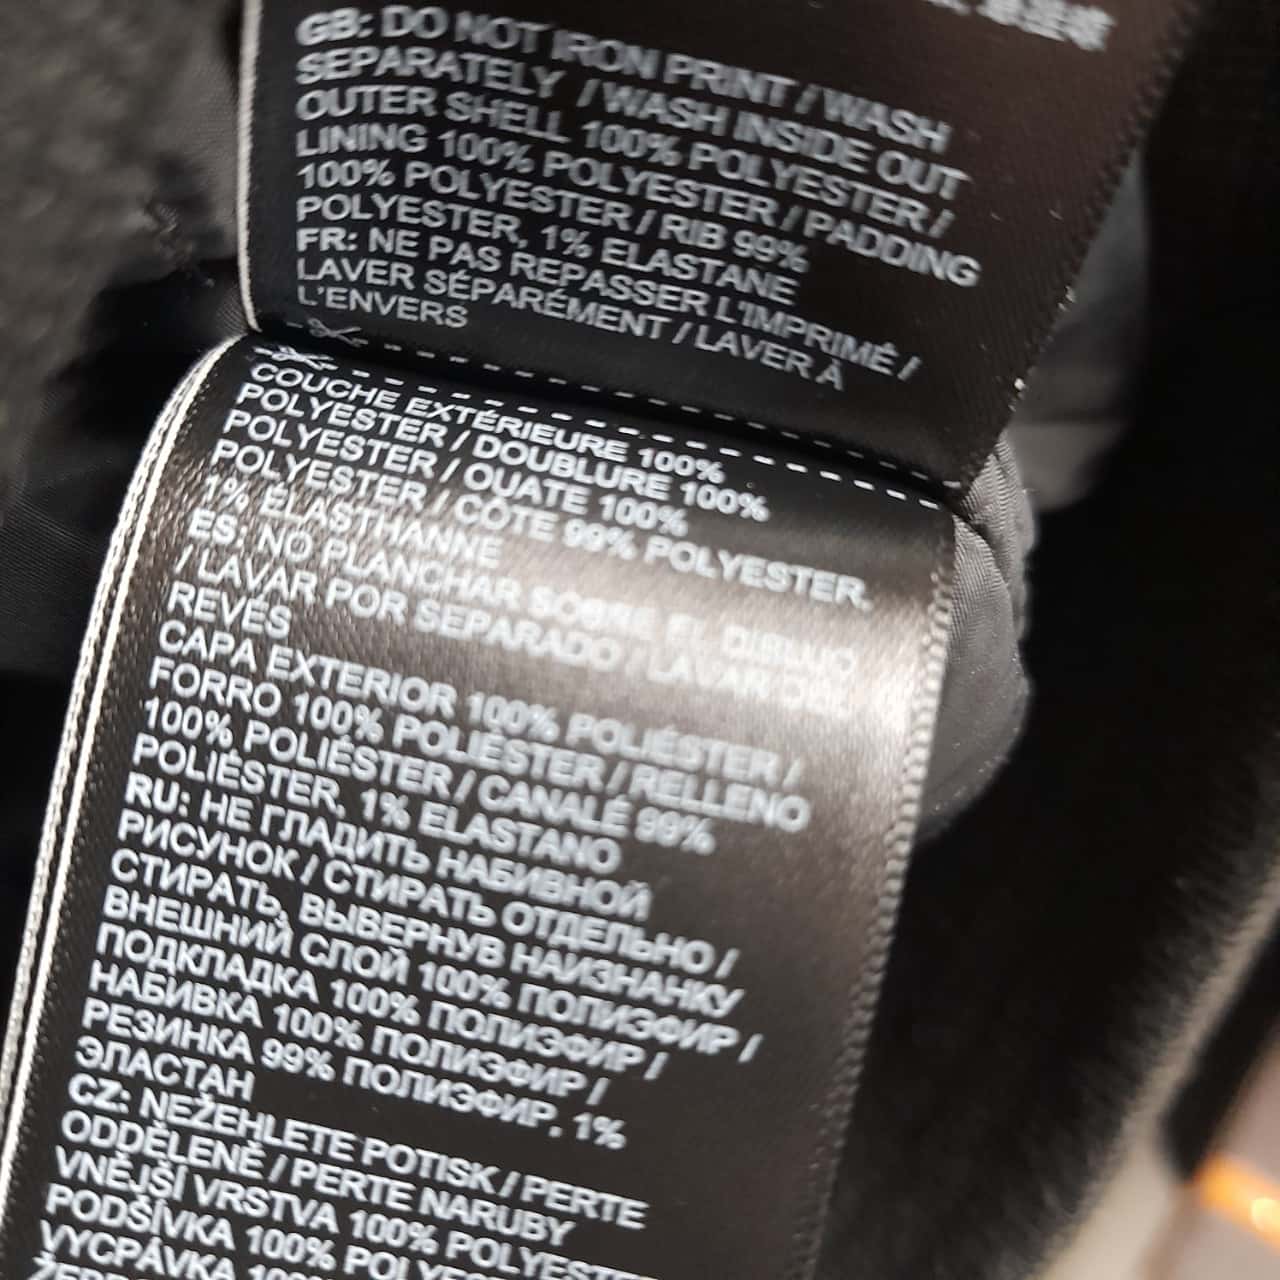 GB: DO NOT IRON PRINT / WASH
SEPARATELY / WASH INSIDE OUT
OUTER SHELL 100% POLYESTER /
LINING 100% POLYESTER / PADDING
100% POLYESTER / RIB 99%
POLYESTER, 1% ELASTANE
FR: NE PAS REPASSER L'IMPRIMÉ /
LAVER SÉPARÉMENT / LAVER À
L'ENVERS
COUCHE EXTÉRIEURE 100%
POLYESTER / DOUBLURE 100%
POLYESTER / OUATE 100%
POLYESTER / CÔTE 99% POLYESTER,
1% ÉLASTHANNE
ES: NO PLANCHAR SOBRE EL DIBUJO
/ LAVAR POR SEPARADO / LAVAR DEL
REVÉS
CAPA EXTERIOR 100% POLIÉSTER /
FORRO 100% POLIÉSTER / RELLENO
100% POLIÉSTER / CANALÉ 99%
POLIÉSTER, 1% ELASTANO
RU: НЕ ГЛАДИТЬ НАБИВНОЙ
РИСУНОК / СТИРАТЬ ОТДЕЛЬНО /
СТИРАТЬ, ВЫВЕРНУВ НАИЗНАНКУ
ВНЕШНИЙ СЛОЙ 100% ПОЛИЭФИР /
ПОДКЛАДКА 100% ПОЛИЭФИР /
НАБИВКА 100% ПОЛИЭФИР /
РЕЗИНКА 99% ПОЛИЭФИР, 1%
ЭЛАСТАН
CZ: NEŽEHLETE POTISK / PERTE
ODDĚLENĚ / PERTE NARUBY
VNĚJŠÍ VRSTVA 100% POLYESTE
PODŠÍVKA 100% POLYES
VYCPÁVKA 100%